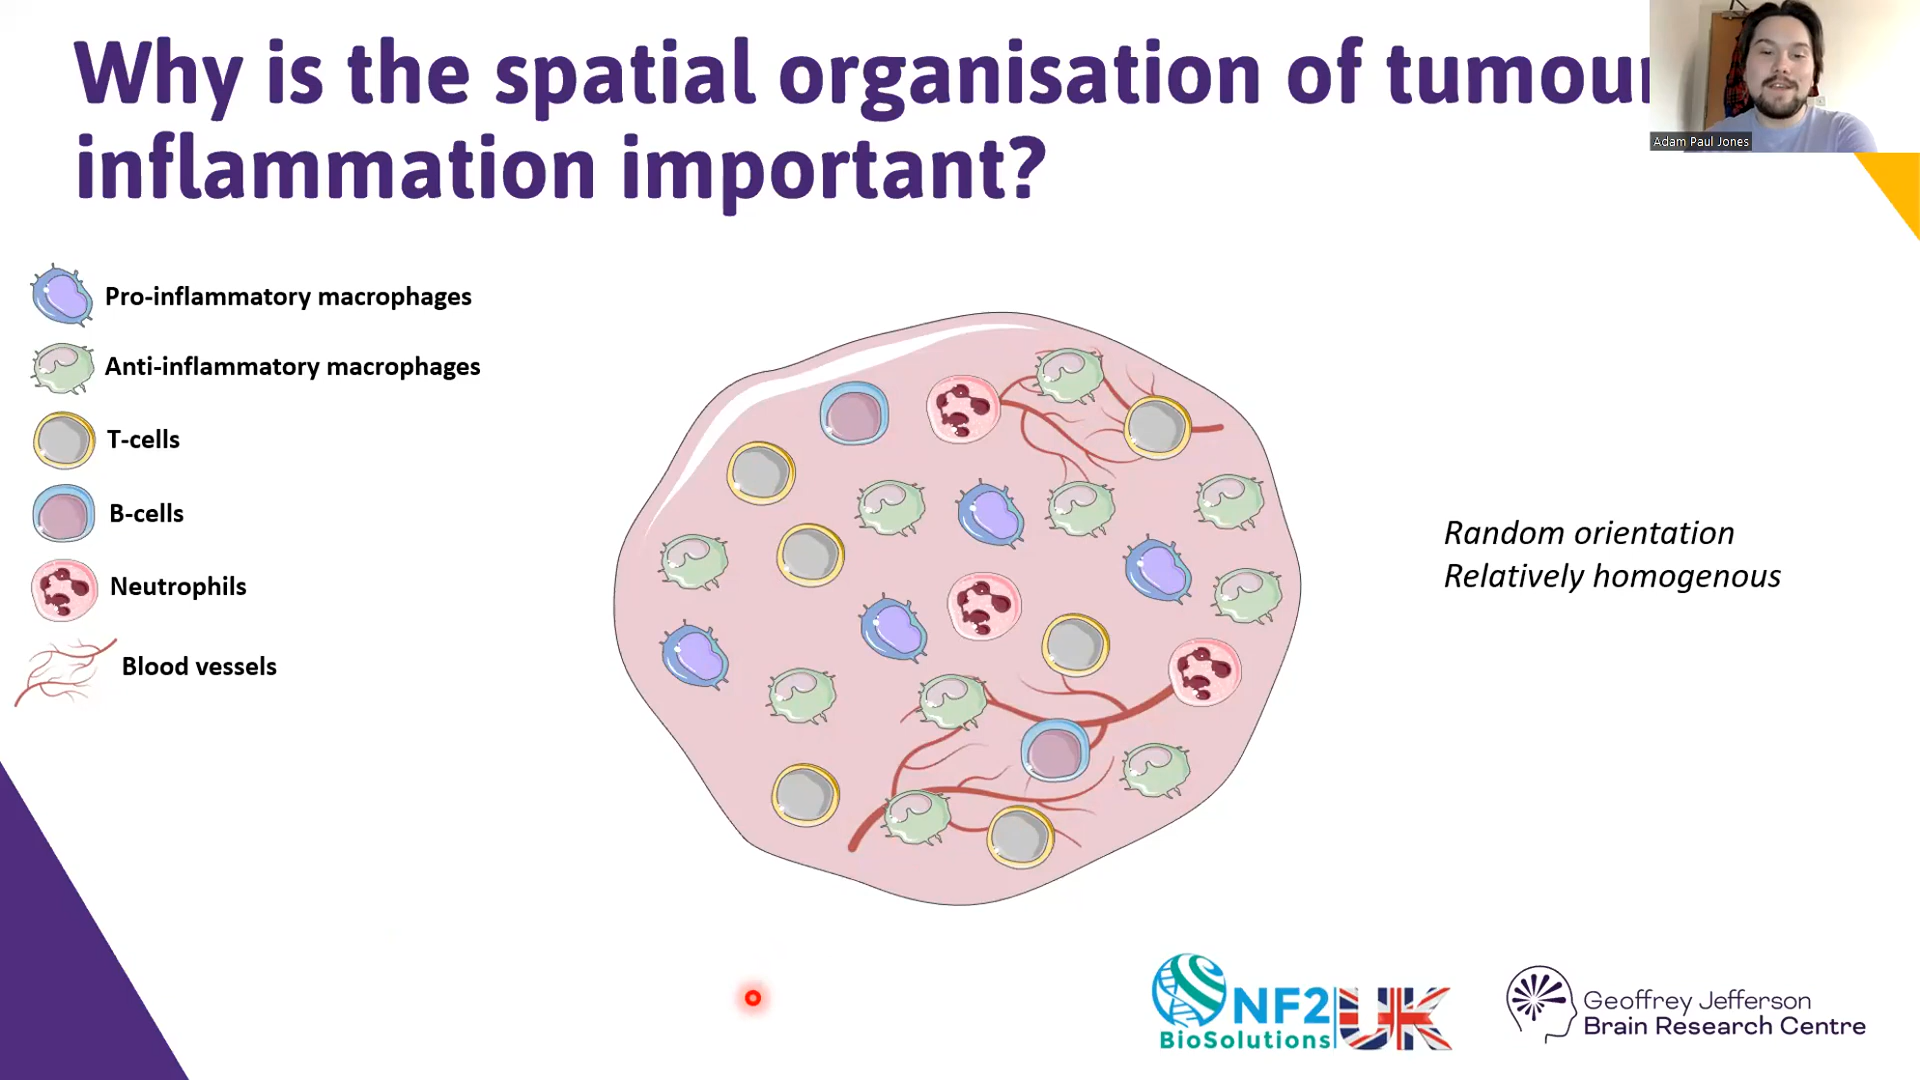 Why is the spatial organisation of tumour
inflammation important?
Adam Paul Jones
Pro-inflammatory macrophages
Anti-inflammatory macrophages
T-cells
B-cells
Neutrophils
Blood vessels
Random orientation
Relatively homogenous
NF2
BioSolutions
UK
Geoffrey Jefferson
Brain Research Centre